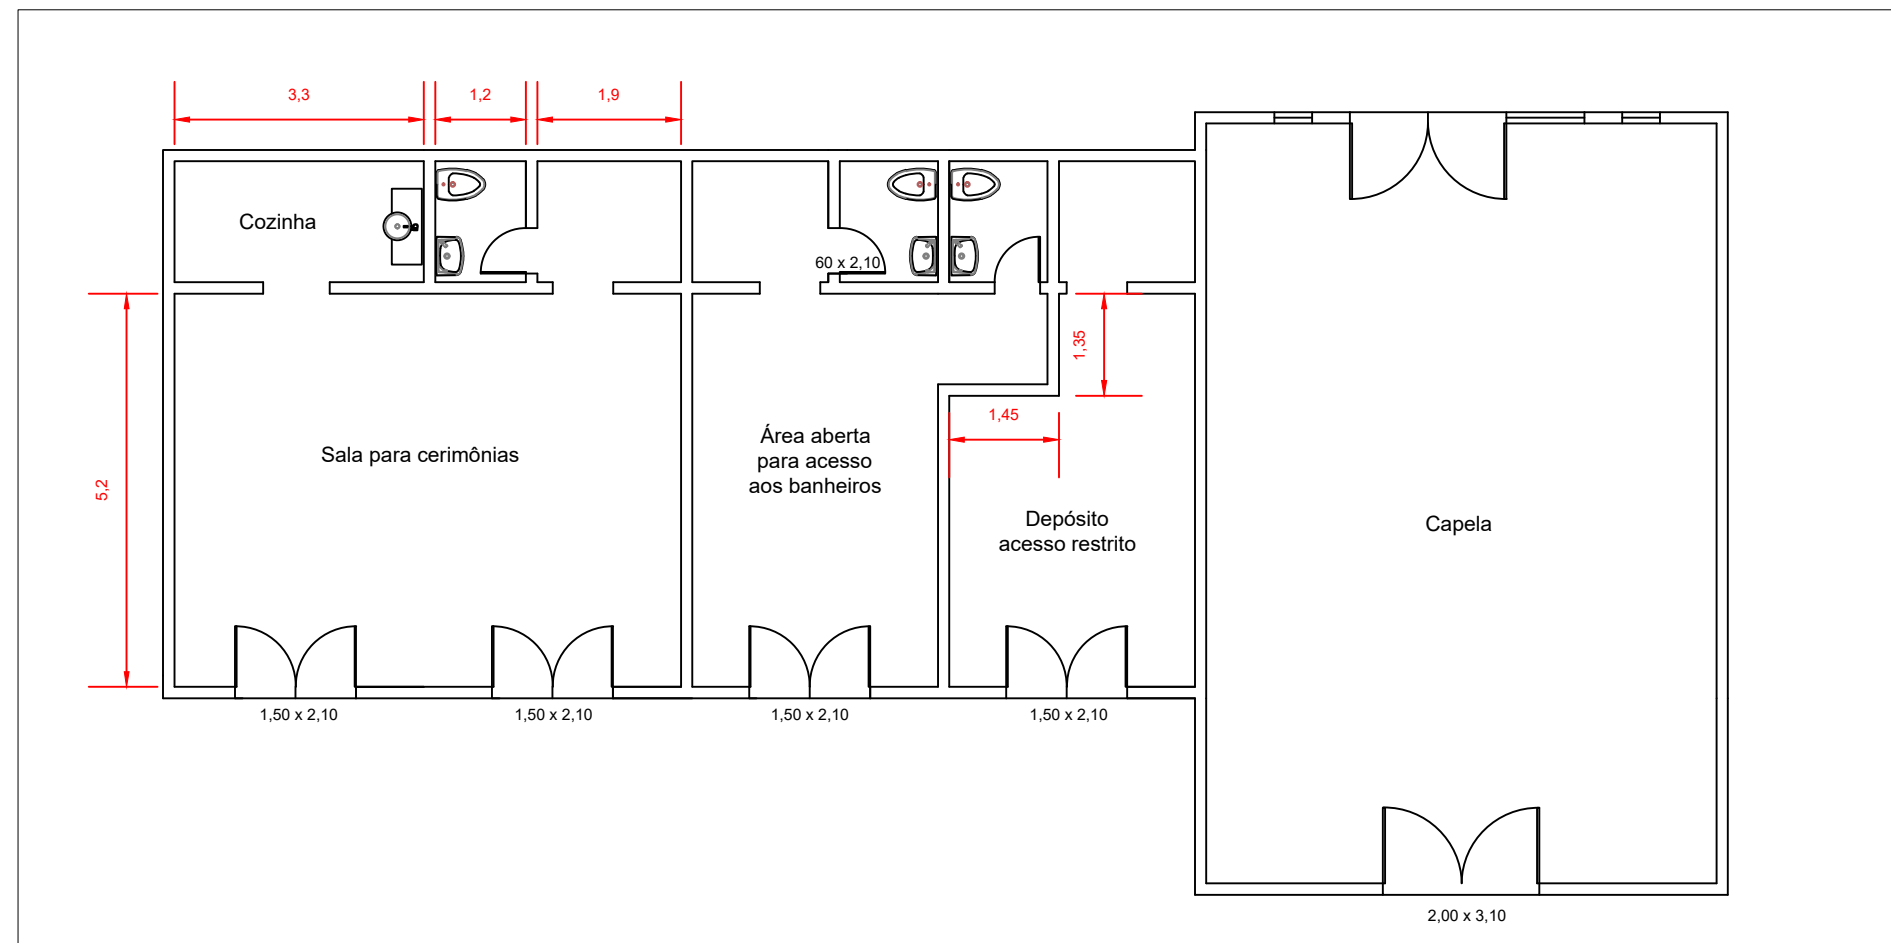 3,3
1,2
1,9
Cozinha
60 x 2,10
1,35
1,45
Área aberta
para acesso
aos banheiros
Sala para cerimônias
5,2
Depósito
acesso restrito
Capela
1,50 x 2,10
1,50 x 2,10
1,50 x 2,10
1,50 x 2,10
2,00 x 3,10